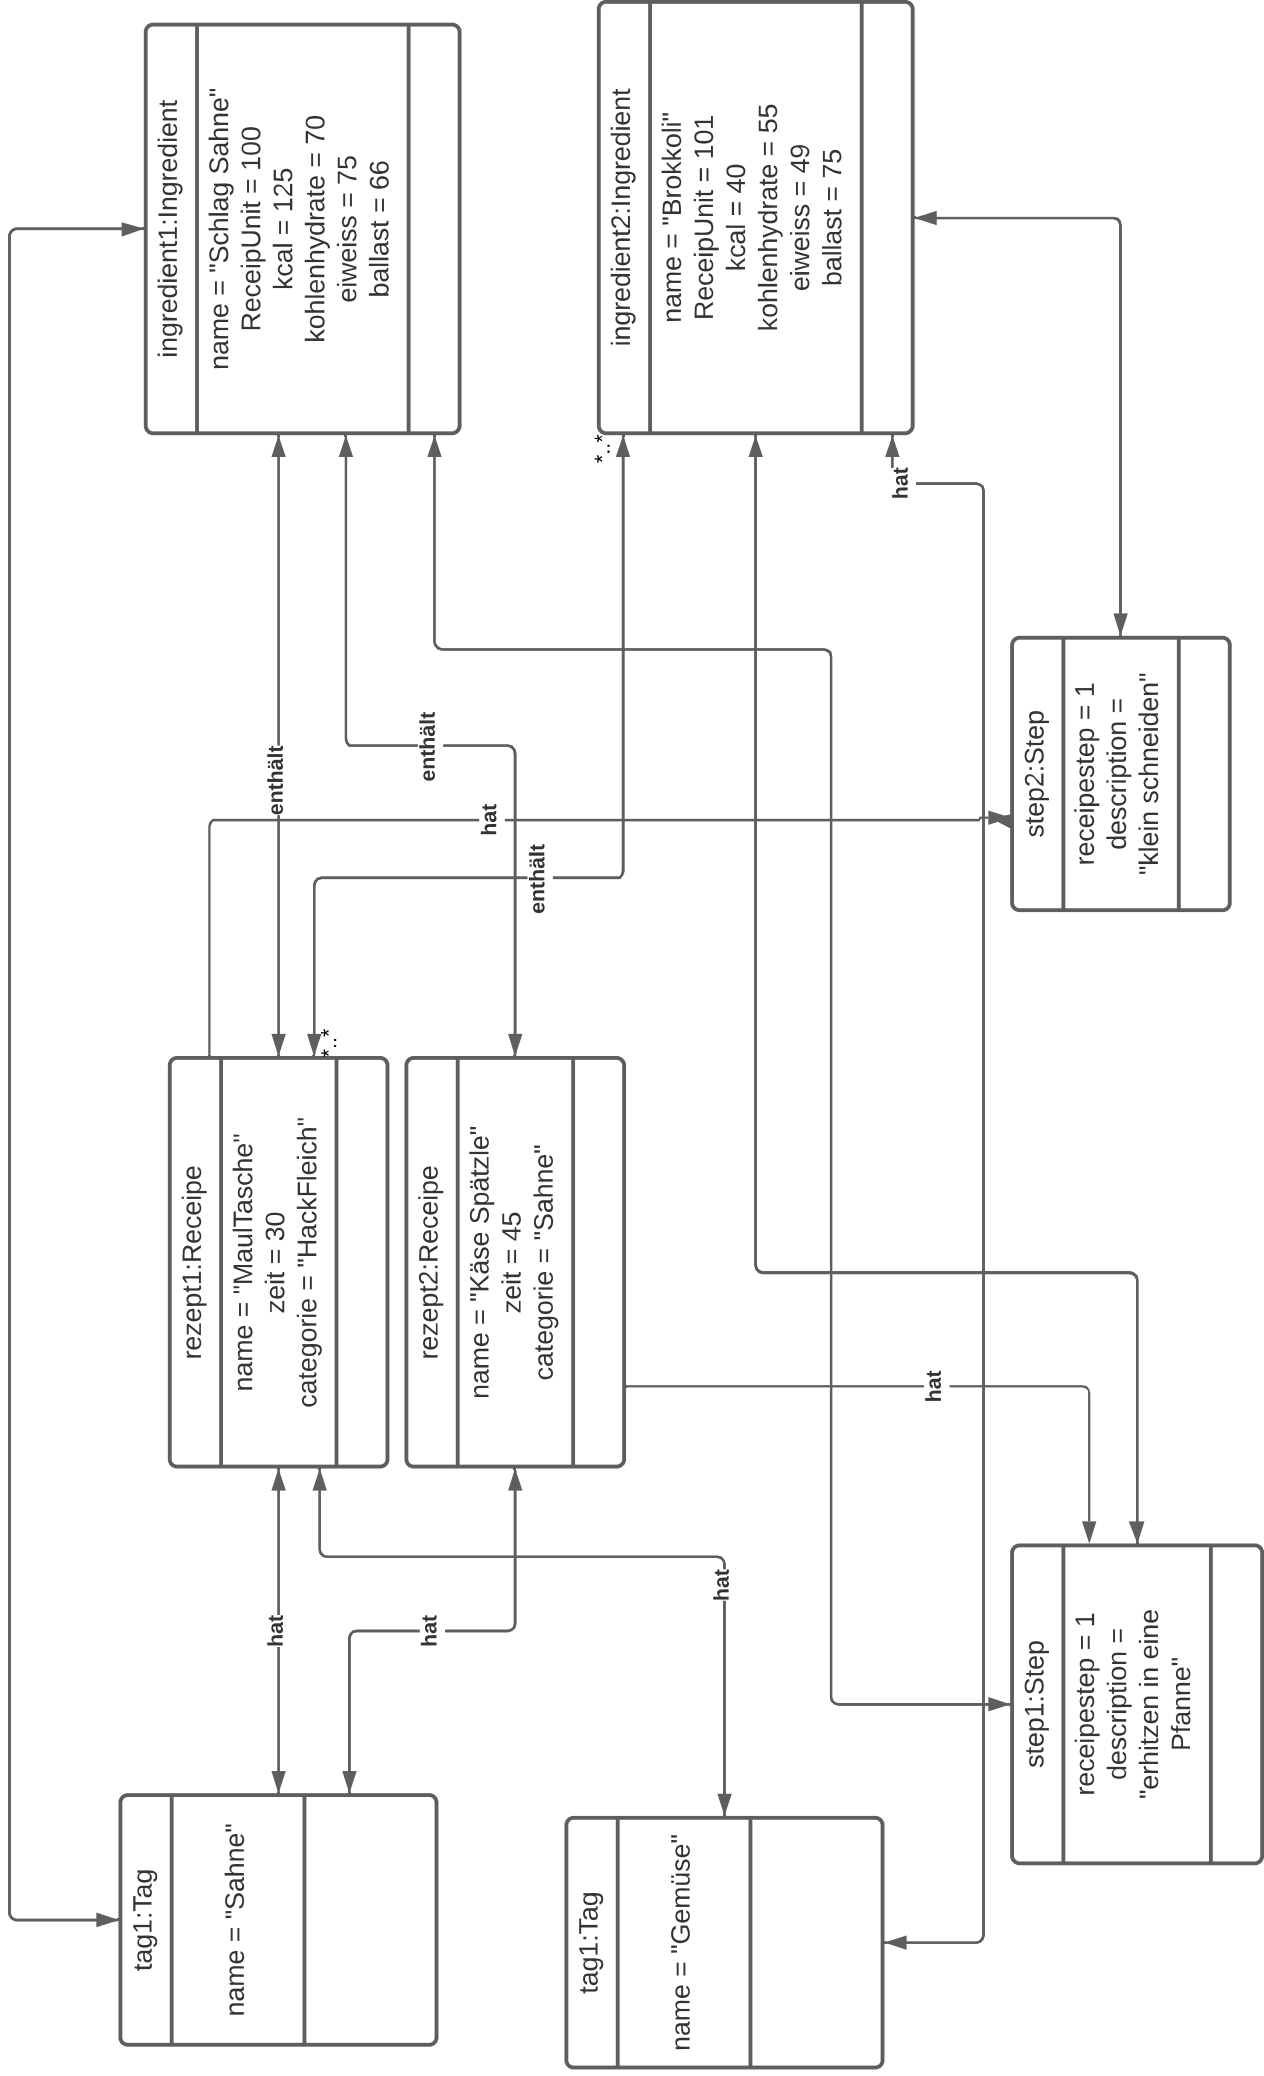 tag1:Tag
name = "Sahne"
hat
hat
rezept1:Receipe
name = "MaulTasche"
zeit = 30
categorie = "HackFleich"
* .. *
enthält
enthält
ingredient1:Ingredient
name = "Schlag Sahne"
ReceipUnit = 100
kcal = 125
kohlenhydrate = 70
eiweiss = 75
ballast = 66
rezept2:Receipe
name = "Käse Spätzle"
zeit = 45
categorie = "Sahne"
hat
enthält
tag1:Tag
name = "Gemüse"
hat
* .. *
ingredient2:Ingredient
name = "Brokkoli"
ReceipUnit = 101
kcal = 40
kohlenhydrate = 55
eiweiss = 49
ballast = 75
hat
hat
step1:Step
receipestep = 1
description =
"erhitzen in eine
Pfanne"
step2:Step
receipestep = 1
description =
"klein schneiden"